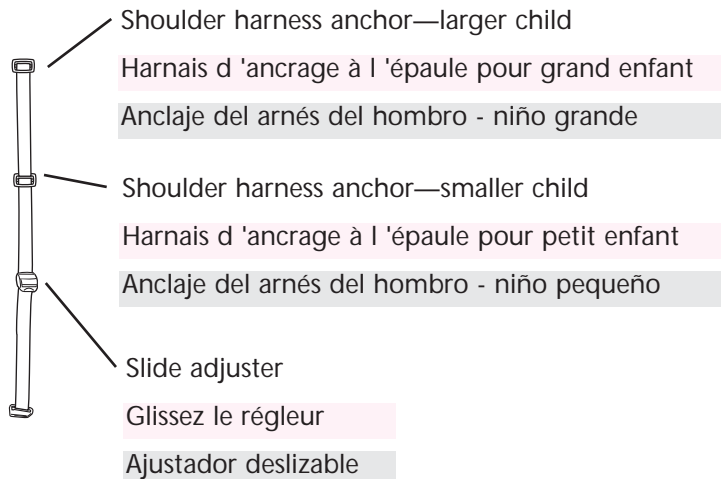 Shoulder harness anchor—larger child
Harnais d 'ancrage à l 'épaule pour grand enfant
Anclaje del arnés del hombro - niño grande
Shoulder harness anchor—smaller child
Harnais d 'ancrage à l 'épaule pour petit enfant
Anclaje del arnés del hombro - niño pequeño
Slide adjuster
Glissez le régleur
Ajustador deslizable